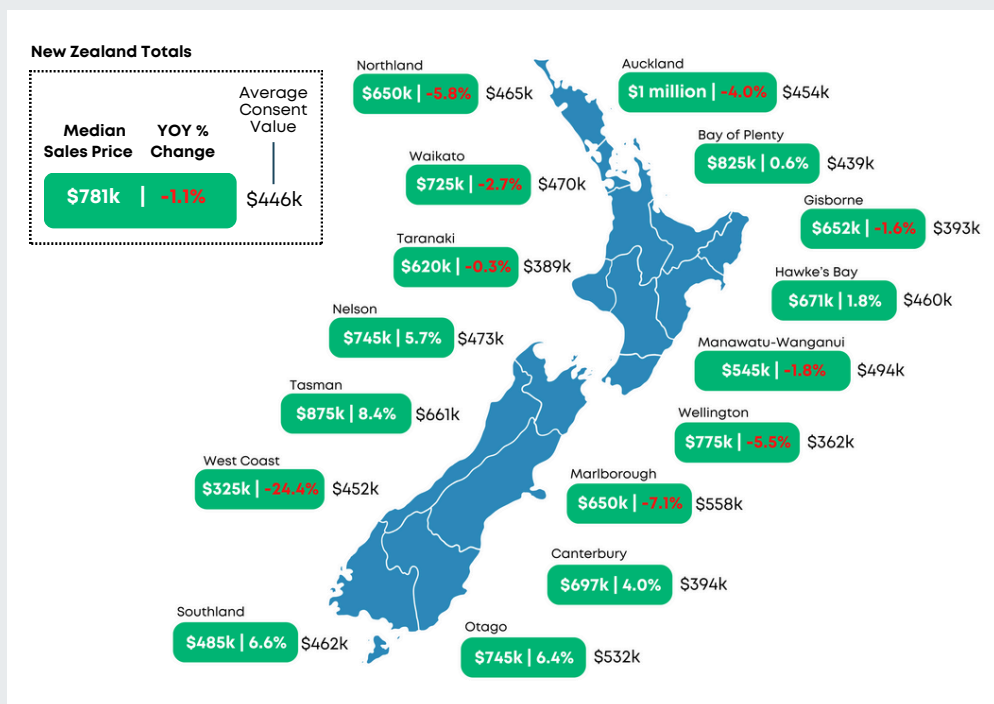 New Zealand Totals
Average
Consent
Value
Median
Sales Price
YOY %
Change
$781k | -1.1% $446k
Northland
$650k | -5.8% $465k
Auckland
$1 million | -4.0% $454k
Bay of Plenty
$825k | 0.6% $439k
Waikato
$725k | -2.7% $470k
Gisborne
$652k | -1.6% $393k
Taranaki
$620k | -0.3% $389k
Hawke's Bay
$671k | 1.8% $460k
Nelson
$745k | 5.7% $473k
Manawatu-Wanganui
$545k | -1.8% $494k
Tasman
$875k | 8.4% $661k
Wellington
$775k | -5.5% $362k
West Coast
$325k | -24.4% $452k
Marlborough
$650k | -7.1% $558k
Canterbury
$697k | 4.0% $394k
Southland
$485k | 6.6% $462k
Otago
$745k | 6.4% $532k